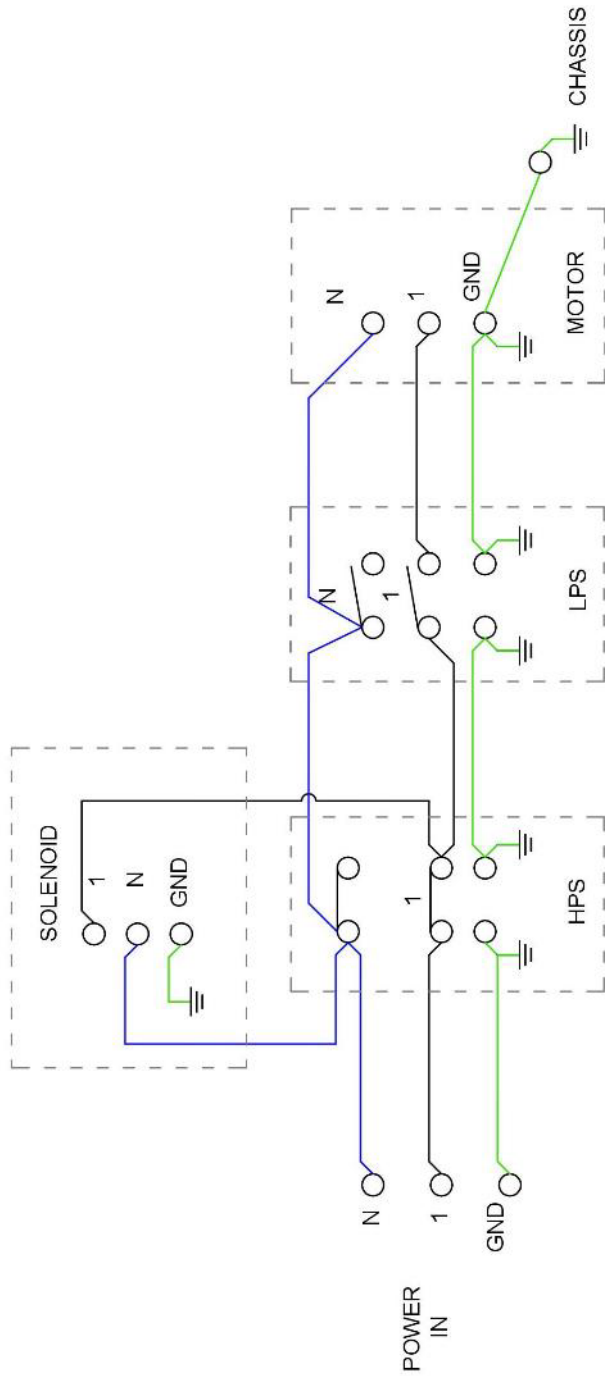 SOLENOID
1
N
GND
POWER
IN
N
1
GND
1
HPS
N
1
LPS
N
1
GND
MOTOR
CHASSIS